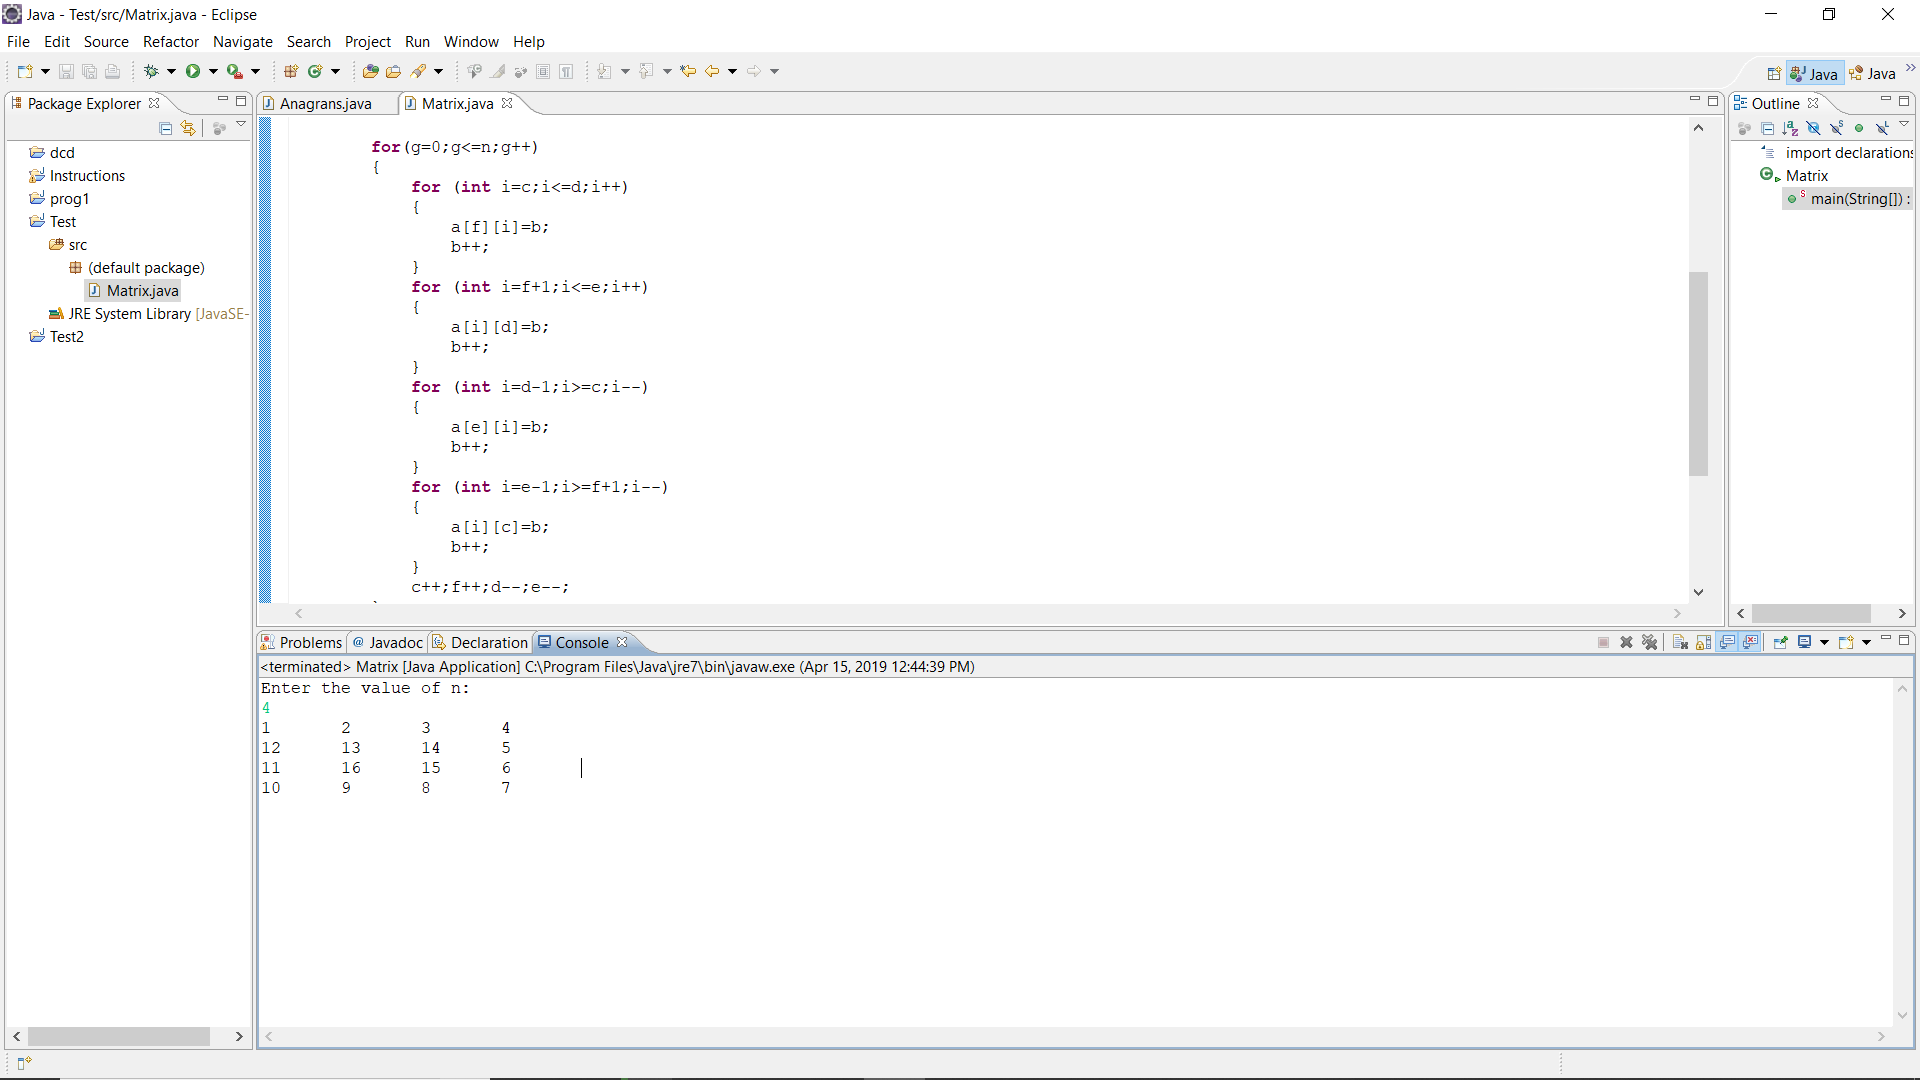 Java - Test/src/Matrix.java - Eclipse
File Edit Source Refactor Navigate Search Project Run Window Help
Java Java
Package Explorer
dcd
Instructions
prog1
Test
src
(default package)
Matrix.java
JRE System Library [JavaSE-
Test2
Anagrans.java Matrix.java
for(g=0;g<=n;g++)
{
for (int i=c;i<=d;i++)
{
a[f][i]=b;
b++;
}
for (int i=f+1;i<=e;i++)
{
a[i][d]=b;
b++;
}
for (int i=d-1;i>=c;i--)
{
a[e][i]=b;
b++;
}
for (int i=e-1;i>=f+1;i--)
{
a[i][c]=b;
b++;
}
c++;f++;d--;e--;
Outline
import declarations
Matrix
main(String[]) :
Problems @ Javadoc Declaration Console
<terminated> Matrix [Java Application] C:\Program Files\Java\jre7\bin\javaw.exe (Apr 15, 2019 12:44:39 PM)
Enter the value of n:
4
1 2 3 4
12 13 14 5
11 16 15 6
10 9 8 7